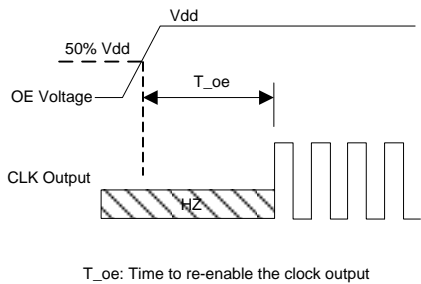 Vdd
50% Vdd
T_oe
OE Voltage
CLK Output
HZ
T_oe: Time to re-enable the clock output